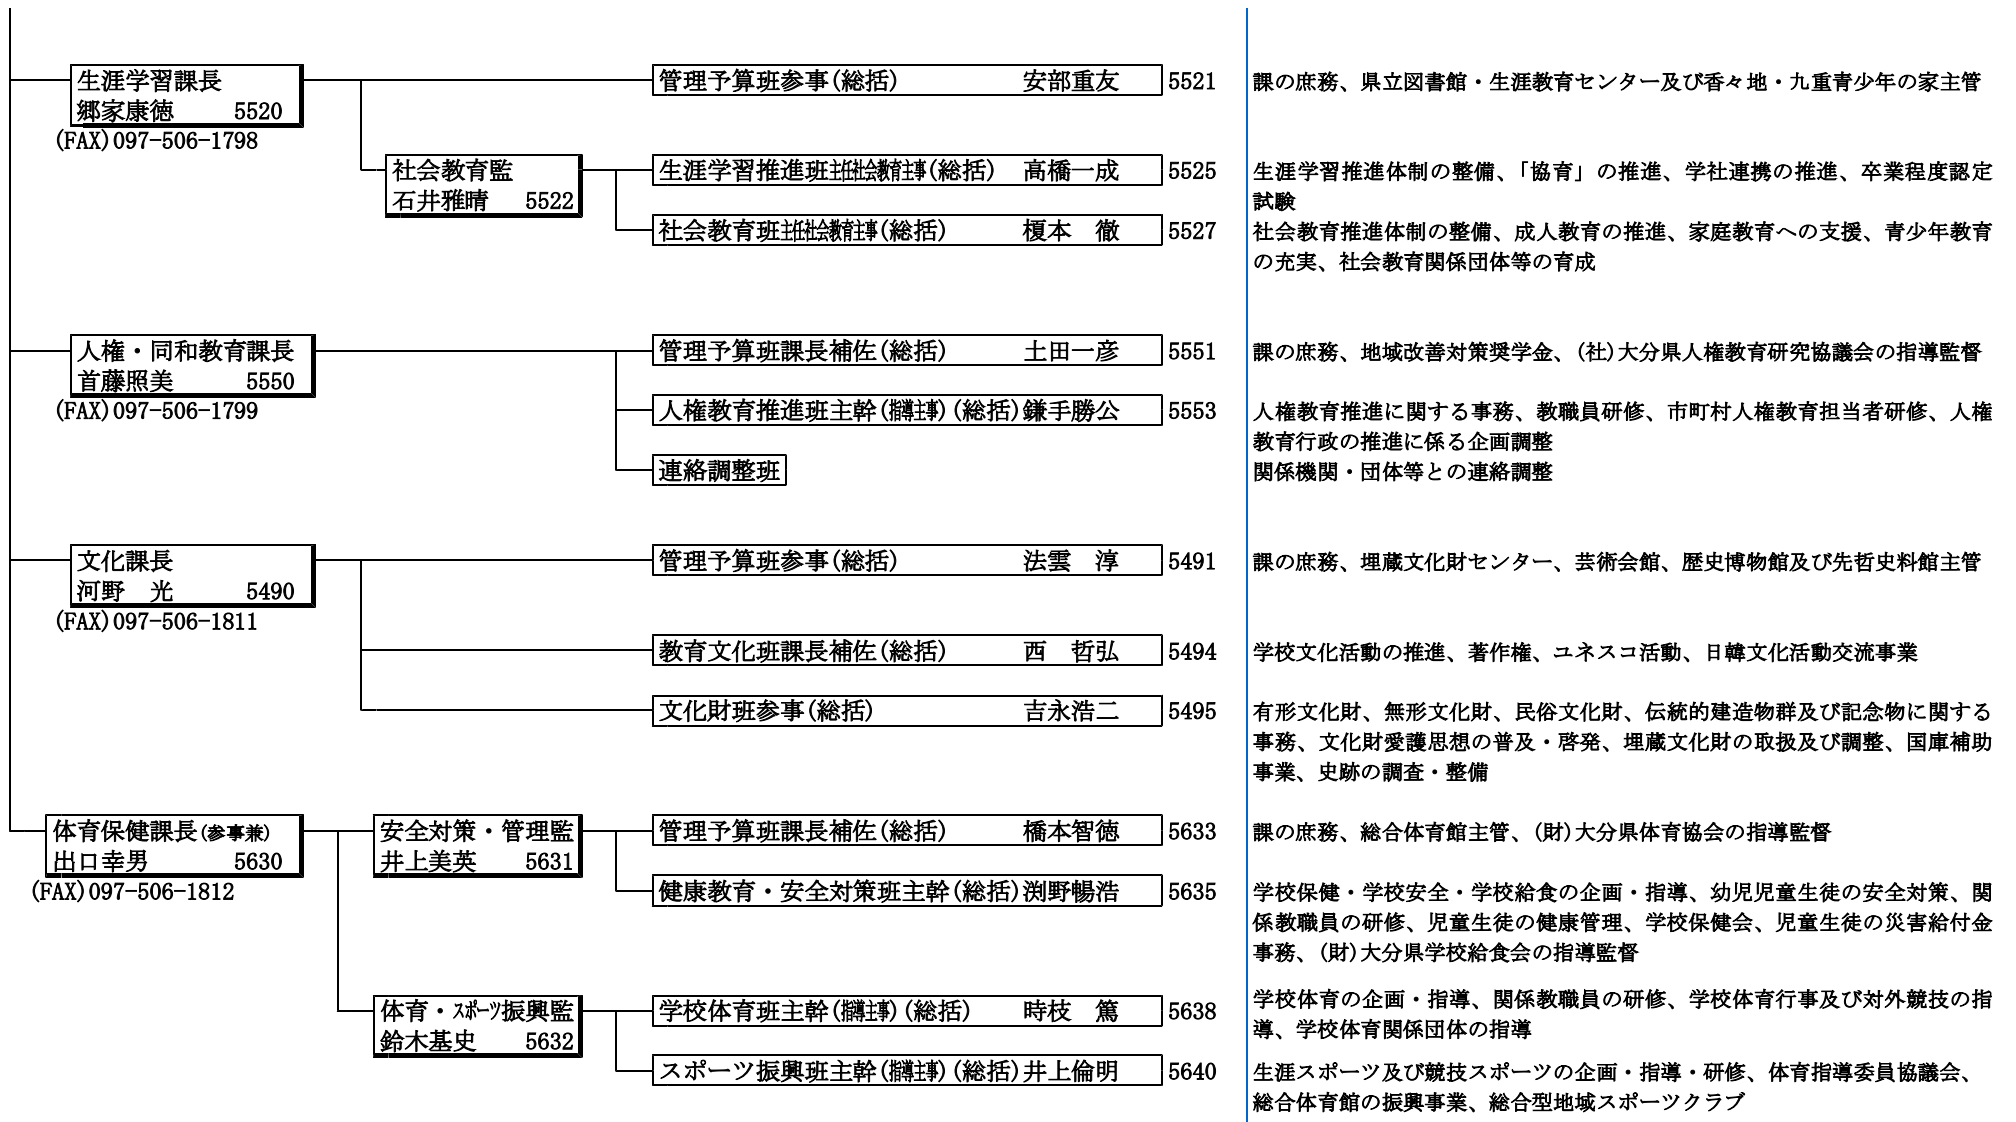 生涯学習課長
郷家康徳 5520
(FAX)097-506-1798
管理予算班参事(総括) 安部重友 5521 課の庶務、県立図書館・生涯教育センター及び香々地・九重青少年の家主管
社会教育監
石井雅晴 5522
生涯学習推進班主任社会教育主事(総括) 高橋一成 5525 生涯学習推進体制の整備、「協育」の推進、学社連携の推進、卒業程度認定
試験
社会教育班主任社会教育主事(総括) 榎本 徹 5527 社会教育推進体制の整備、成人教育の推進、家庭教育への支援、青少年教育
の充実、社会教育関係団体等の育成
人権・同和教育課長
首藤照美 5550
(FAX)097-506-1799
管理予算班課長補佐(総括) 土田一彦 5551 課の庶務、地域改善対策奨学金、(社)大分県人権教育研究協議会の指導監督
人権教育推進班主幹(指導主事)(総括)鎌手勝公 5553 人権教育推進に関する事務、教職員研修、市町村人権教育担当者研修、人権
教育行政の推進に係る企画調整
連絡調整班 関係機関・団体等との連絡調整
文化課長
河野 光 5490
(FAX)097-506-1811
管理予算班参事(総括) 法雲 淳 5491 課の庶務、埋蔵文化財センター、芸術会館、歴史博物館及び先哲史料館主管
教育文化班課長補佐(総括) 西 哲弘 5494 学校文化活動の推進、著作権、ユネスコ活動、日韓文化活動交流事業
文化財班参事(総括) 吉永浩二 5495 有形文化財、無形文化財、民俗文化財、伝統的建造物群及び記念物に関する
事務、文化財愛護思想の普及・啓発、埋蔵文化財の取扱及び調整、国庫補助
事業、史跡の調査・整備
体育保健課長(参事兼)
出口幸男 5630
(FAX)097-506-1812
安全対策・管理監
井上美英 5631
管理予算班課長補佐(総括) 橋本智徳 5633 課の庶務、総合体育館主管、(財)大分県体育協会の指導監督
健康教育・安全対策班主幹(総括)渕野暢浩 5635 学校保健・学校安全・学校給食の企画・指導、幼児児童生徒の安全対策、関
係教職員の研修、児童生徒の健康管理、学校保健会、児童生徒の災害給付金
事務、(財)大分県学校給食会の指導監督
体育・スポーツ振興監
鈴木基史 5632
学校体育班主幹(指導主事)(総括) 時枝 篤 5638 学校体育の企画・指導、関係教職員の研修、学校体育行事及び対外競技の指
導、学校体育関係団体の指導
スポーツ振興班主幹(指導主事)(総括)井上倫明 5640 生涯スポーツ及び競技スポーツの企画・指導・研修、体育指導委員協議会、
総合体育館の振興事業、総合型地域スポーツクラブ